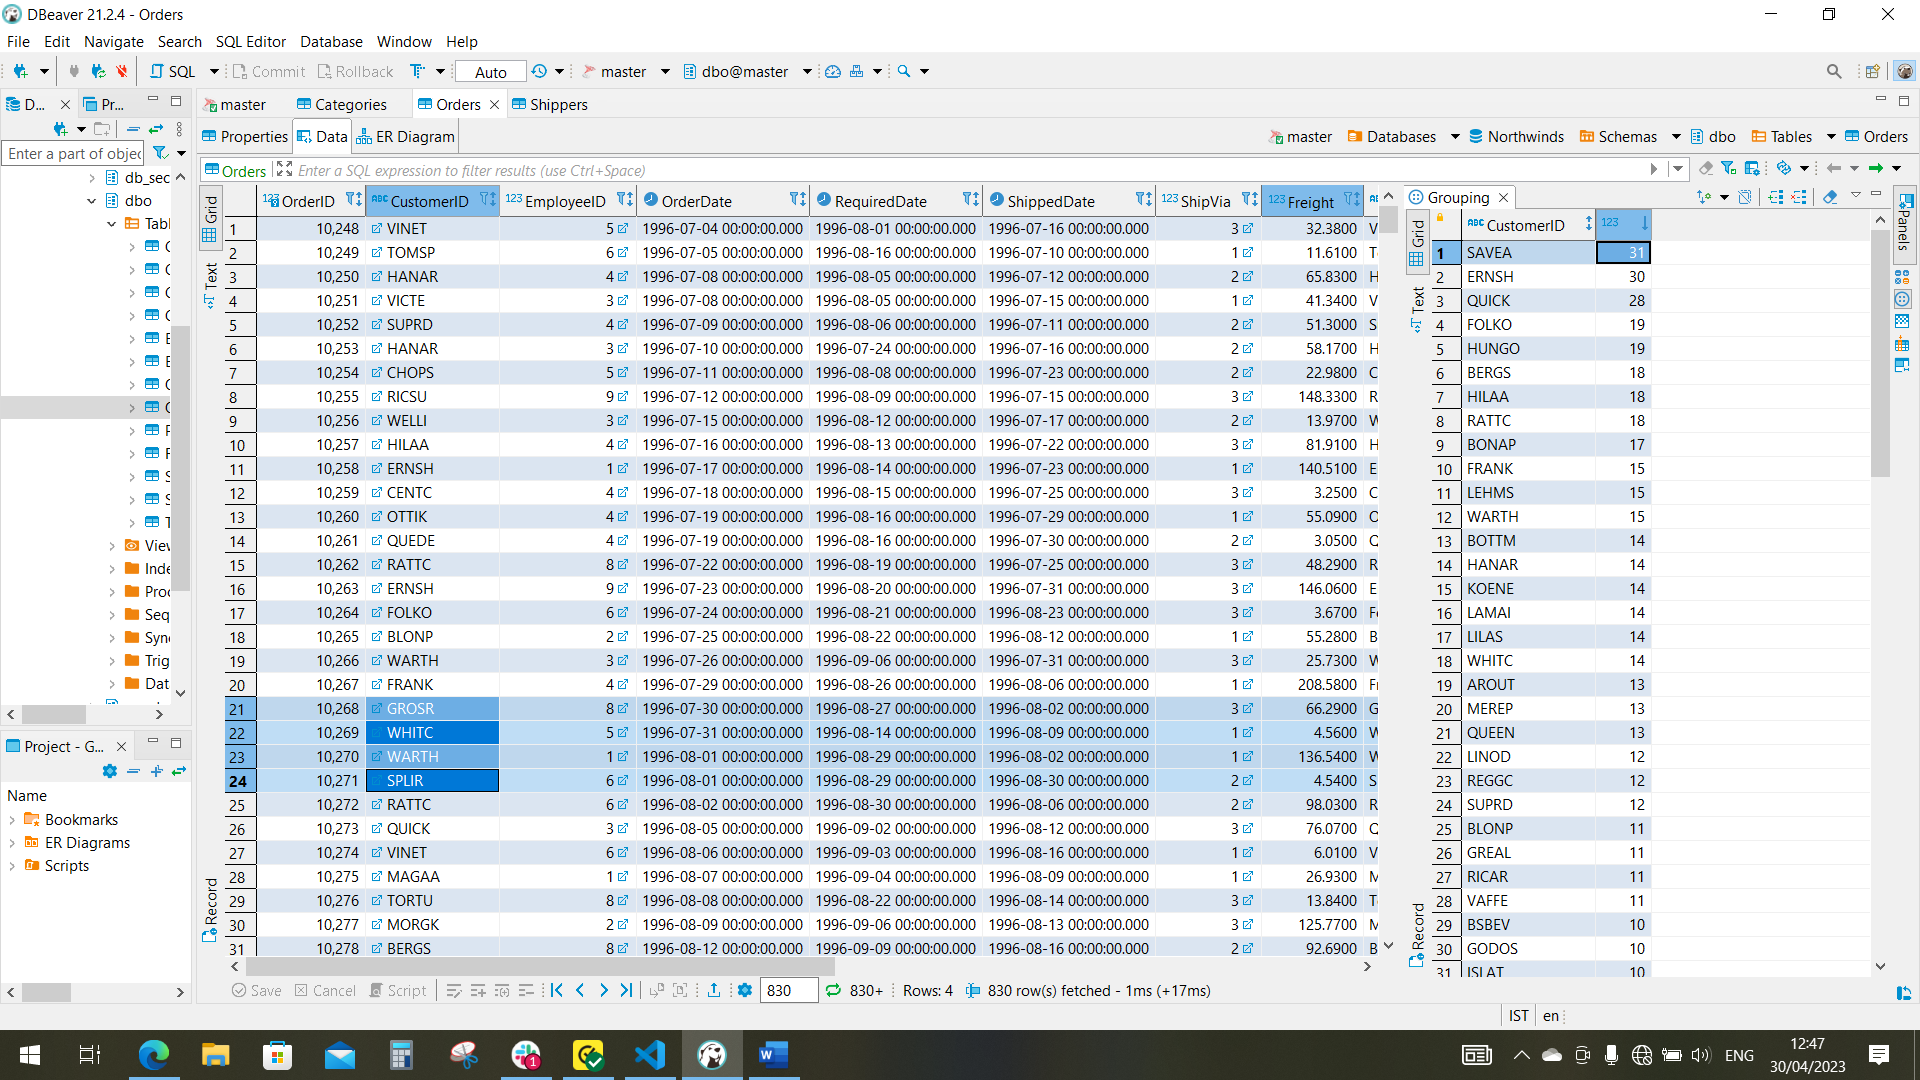 DBeaver 21.2.4 - Orders
File Edit Navigate Search SQL Editor Database Window Help
SQL Commit Rollback Auto master dbo@master
D... Pr... master Categories Orders Shippers
Properties Data ER Diagram master Databases Northwinds Schemas dbo Tables Orders
Enter a part of objec
Orders Enter a SQL expression to filter results (use Ctrl+Space)
db_sec
dbo
Tabl
View
Inde
Proc
Seq
Syn
Trig
Dat
Project - G...
Name
Bookmarks
ER Diagrams
Scripts
Grid
Text
Record
123 OrderID ABC CustomerID 123 EmployeeID OrderDate RequiredDate ShippedDate 123 ShipVia 123 Freight
1 10,248 VINET 5 1996-07-04 00:00:00.000 1996-08-01 00:00:00.000 1996-07-16 00:00:00.000 3 32.3800 V
2 10,249 TOMSP 6 1996-07-05 00:00:00.000 1996-08-16 00:00:00.000 1996-07-10 00:00:00.000 1 11.6100 T
3 10,250 HANAR 4 1996-07-08 00:00:00.000 1996-08-05 00:00:00.000 1996-07-12 00:00:00.000 2 65.8300 H
4 10,251 VICTE 3 1996-07-08 00:00:00.000 1996-08-05 00:00:00.000 1996-07-15 00:00:00.000 1 41.3400 V
5 10,252 SUPRD 4 1996-07-09 00:00:00.000 1996-08-06 00:00:00.000 1996-07-11 00:00:00.000 2 51.3000 S
6 10,253 HANAR 3 1996-07-10 00:00:00.000 1996-07-24 00:00:00.000 1996-07-16 00:00:00.000 2 58.1700 H
7 10,254 CHOPS 5 1996-07-11 00:00:00.000 1996-08-08 00:00:00.000 1996-07-23 00:00:00.000 2 22.9800 C
8 10,255 RICSU 9 1996-07-12 00:00:00.000 1996-08-09 00:00:00.000 1996-07-15 00:00:00.000 3 148.3300 R
9 10,256 WELLI 3 1996-07-15 00:00:00.000 1996-08-12 00:00:00.000 1996-07-17 00:00:00.000 2 13.9700 W
10 10,257 HILAA 4 1996-07-16 00:00:00.000 1996-08-13 00:00:00.000 1996-07-22 00:00:00.000 3 81.9100 H
11 10,258 ERNSH 1 1996-07-17 00:00:00.000 1996-08-14 00:00:00.000 1996-07-23 00:00:00.000 1 140.5100 E
12 10,259 CENTC 4 1996-07-18 00:00:00.000 1996-08-15 00:00:00.000 1996-07-25 00:00:00.000 3 3.2500 C
13 10,260 OTTIK 4 1996-07-19 00:00:00.000 1996-08-16 00:00:00.000 1996-07-29 00:00:00.000 1 55.0900 O
14 10,261 QUEDE 4 1996-07-19 00:00:00.000 1996-08-16 00:00:00.000 1996-07-30 00:00:00.000 2 3.0500 Q
15 10,262 RATTC 8 1996-07-22 00:00:00.000 1996-08-19 00:00:00.000 1996-07-25 00:00:00.000 3 48.2900 R
16 10,263 ERNSH 9 1996-07-23 00:00:00.000 1996-08-20 00:00:00.000 1996-07-31 00:00:00.000 3 146.0600 E
17 10,264 FOLKO 6 1996-07-24 00:00:00.000 1996-08-21 00:00:00.000 1996-08-23 00:00:00.000 3 3.6700 F
18 10,265 BLONP 2 1996-07-25 00:00:00.000 1996-08-22 00:00:00.000 1996-08-12 00:00:00.000 1 55.2800 B
19 10,266 WARTH 3 1996-07-26 00:00:00.000 1996-09-06 00:00:00.000 1996-07-31 00:00:00.000 3 25.7300 W
20 10,267 FRANK 4 1996-07-29 00:00:00.000 1996-08-26 00:00:00.000 1996-08-06 00:00:00.000 1 208.5800 Fr
21 10,268 GROSR 8 1996-07-30 00:00:00.000 1996-08-27 00:00:00.000 1996-08-02 00:00:00.000 3 66.2900 G
22 10,269 WHITC 5 1996-07-31 00:00:00.000 1996-08-14 00:00:00.000 1996-08-09 00:00:00.000 1 4.5600 W
23 10,270 WARTH 1 1996-08-01 00:00:00.000 1996-08-29 00:00:00.000 1996-08-02 00:00:00.000 1 136.5400 W
24 10,271 SPLIR 6 1996-08-01 00:00:00.000 1996-08-29 00:00:00.000 1996-08-30 00:00:00.000 2 4.5400 S
25 10,272 RATTC 6 1996-08-02 00:00:00.000 1996-08-30 00:00:00.000 1996-08-06 00:00:00.000 2 98.0300 R
26 10,273 QUICK 3 1996-08-05 00:00:00.000 1996-09-02 00:00:00.000 1996-08-12 00:00:00.000 3 76.0700 Q
27 10,274 VINET 6 1996-08-06 00:00:00.000 1996-09-03 00:00:00.000 1996-08-16 00:00:00.000 1 6.0100 V
28 10,275 MAGAA 1 1996-08-07 00:00:00.000 1996-09-04 00:00:00.000 1996-08-09 00:00:00.000 1 26.9300 M
29 10,276 TORTU 8 1996-08-08 00:00:00.000 1996-08-22 00:00:00.000 1996-08-14 00:00:00.000 3 13.8400 T
30 10,277 MORGK 2 1996-08-09 00:00:00.000 1996-09-06 00:00:00.000 1996-08-13 00:00:00.000 3 125.7700 M
31 10,278 BERGS 8 1996-08-12 00:00:00.000 1996-09-09 00:00:00.000 1996-08-16 00:00:00.000 2 92.6900 B
Save Cancel Script 830 830+ Rows: 4 830 row(s) fetched - 1ms (+17ms)
Grouping
Grid
Text
Record
Panels
ABC CustomerID 123
1 SAVEA 31
2 ERNSH 30
3 QUICK 28
4 FOLKO 19
5 HUNGO 19
6 BERGS 18
7 HILAA 18
8 RATTC 18
9 BONAP 17
10 FRANK 15
11 LEHMS 15
12 WARTH 15
13 BOTTM 14
14 HANAR 14
15 KOENE 14
16 LAMAI 14
17 LILAS 14
18 WHITC 14
19 AROUT 13
20 MEREP 13
21 QUEEN 13
22 LINOD 12
23 REGGC 12
24 SUPRD 12
25 BLONP 11
26 GREAL 11
27 RICAR 11
28 VAFFE 11
29 BSBEV 10
30 GODOS 10
31 ISLAT 10
IST en
ENG 12:47
30/04/2023